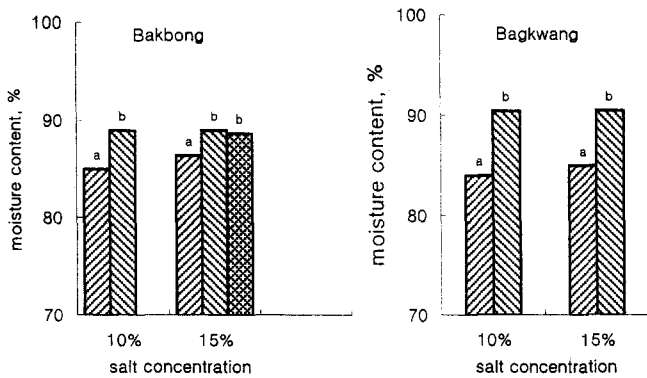 Bakbong
moisture content, %
100
90
80
70
a
b
a
b
b
10%
15%
salt concentration
Bagkwang
moisture content, %
100
90
80
70
a
b
a
b
10%
15%
salt concentration